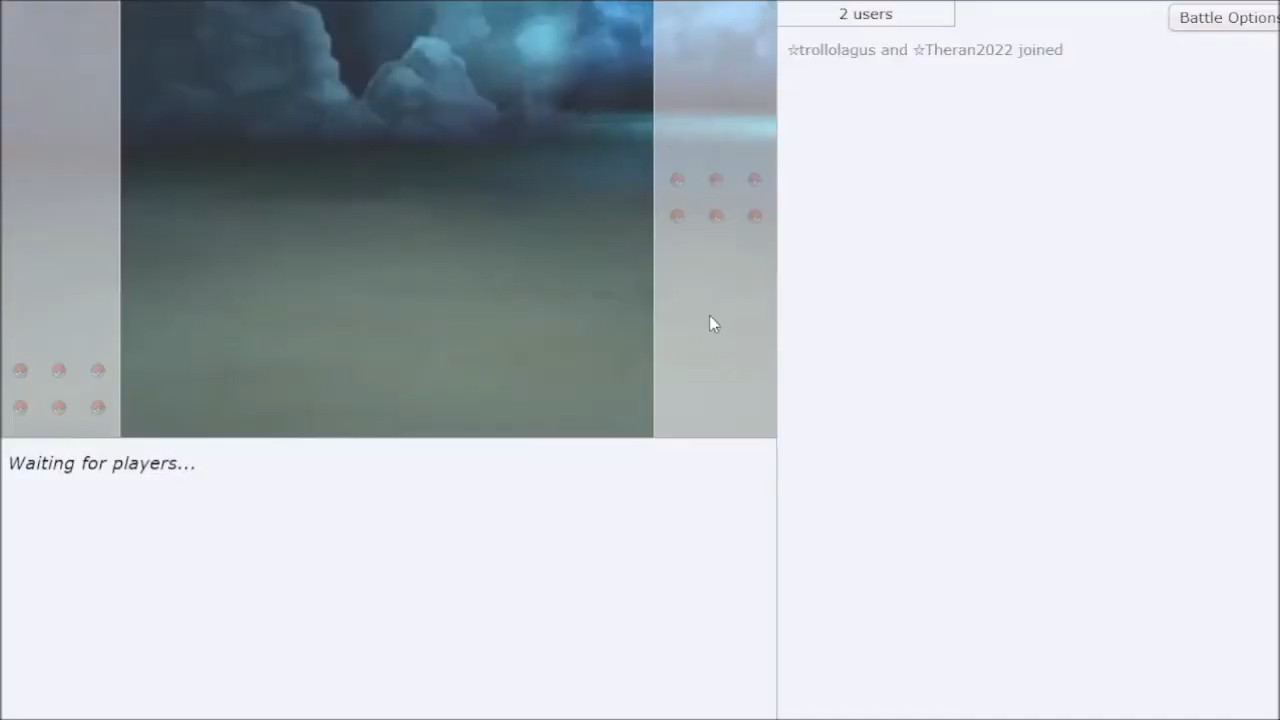 2 users
Battle Options
☆trollolagus and ☆Theran2022 joined
Waiting for players...